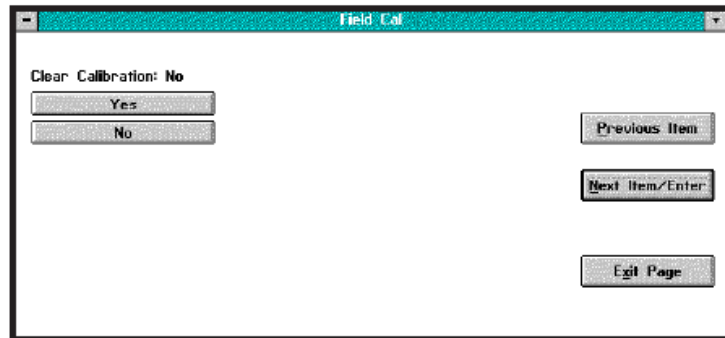 Field Cal
Clear Calibration: No
Yes
No
Previous Item
Next Item/Enter
Exit Page